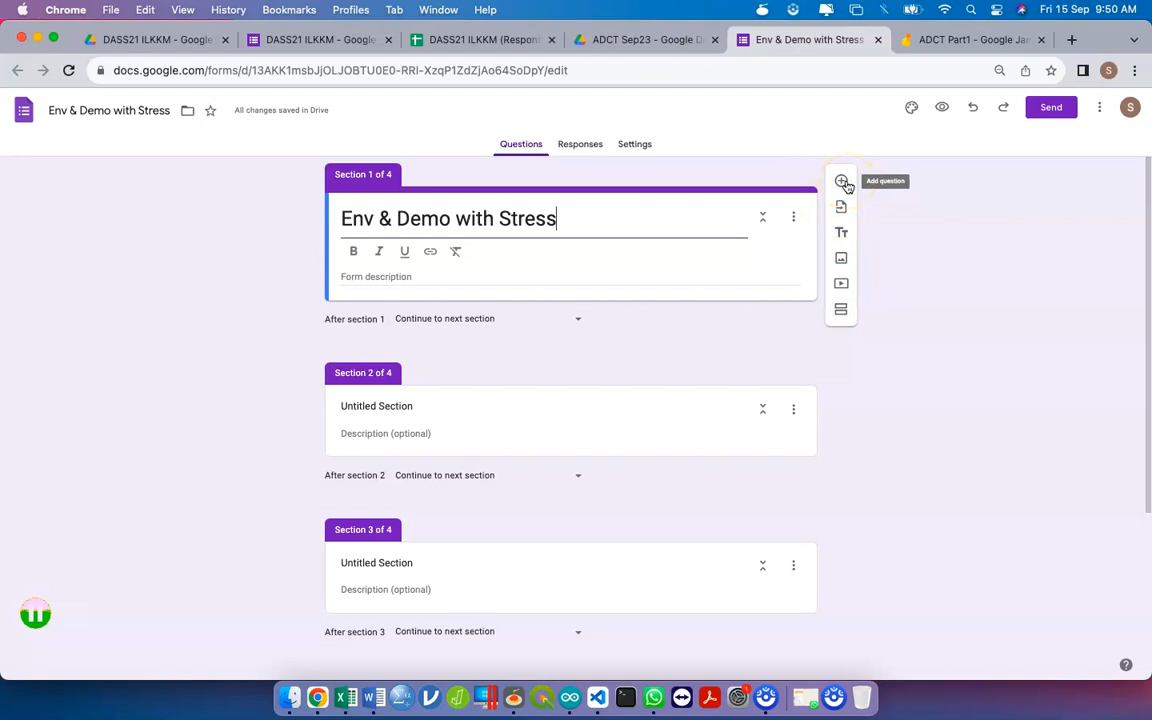 Chrome File Edit View History Bookmarks Profiles Tab Window Help Fri 15 Sep 9:50 AM
DASS21 ILKKM - Google DASS21 ILKKM - Google DASS21 ILKKM (Respon ADCT Sep23 - Google D Env & Demo with Stress ADCT Part1 - Google Jan
docs.google.com/forms/d/13AKK1msbJjOLJOBTU0E0-RRI-XzqP1ZdZjAo64SoDpY/edit S
Env & Demo with Stress All changes saved in Drive Send S
Questions Responses Settings
Section 1 of 4
Add question
Env & Demo with Stress
Tт
B I U
Form description
After section 1 Continue to next section
Section 2 of 4
Untitled Section
Description (optional)
After section 2 Continue to next section
Section 3 of 4
Untitled Section
Description (optional)
After section 3 Continue to next section